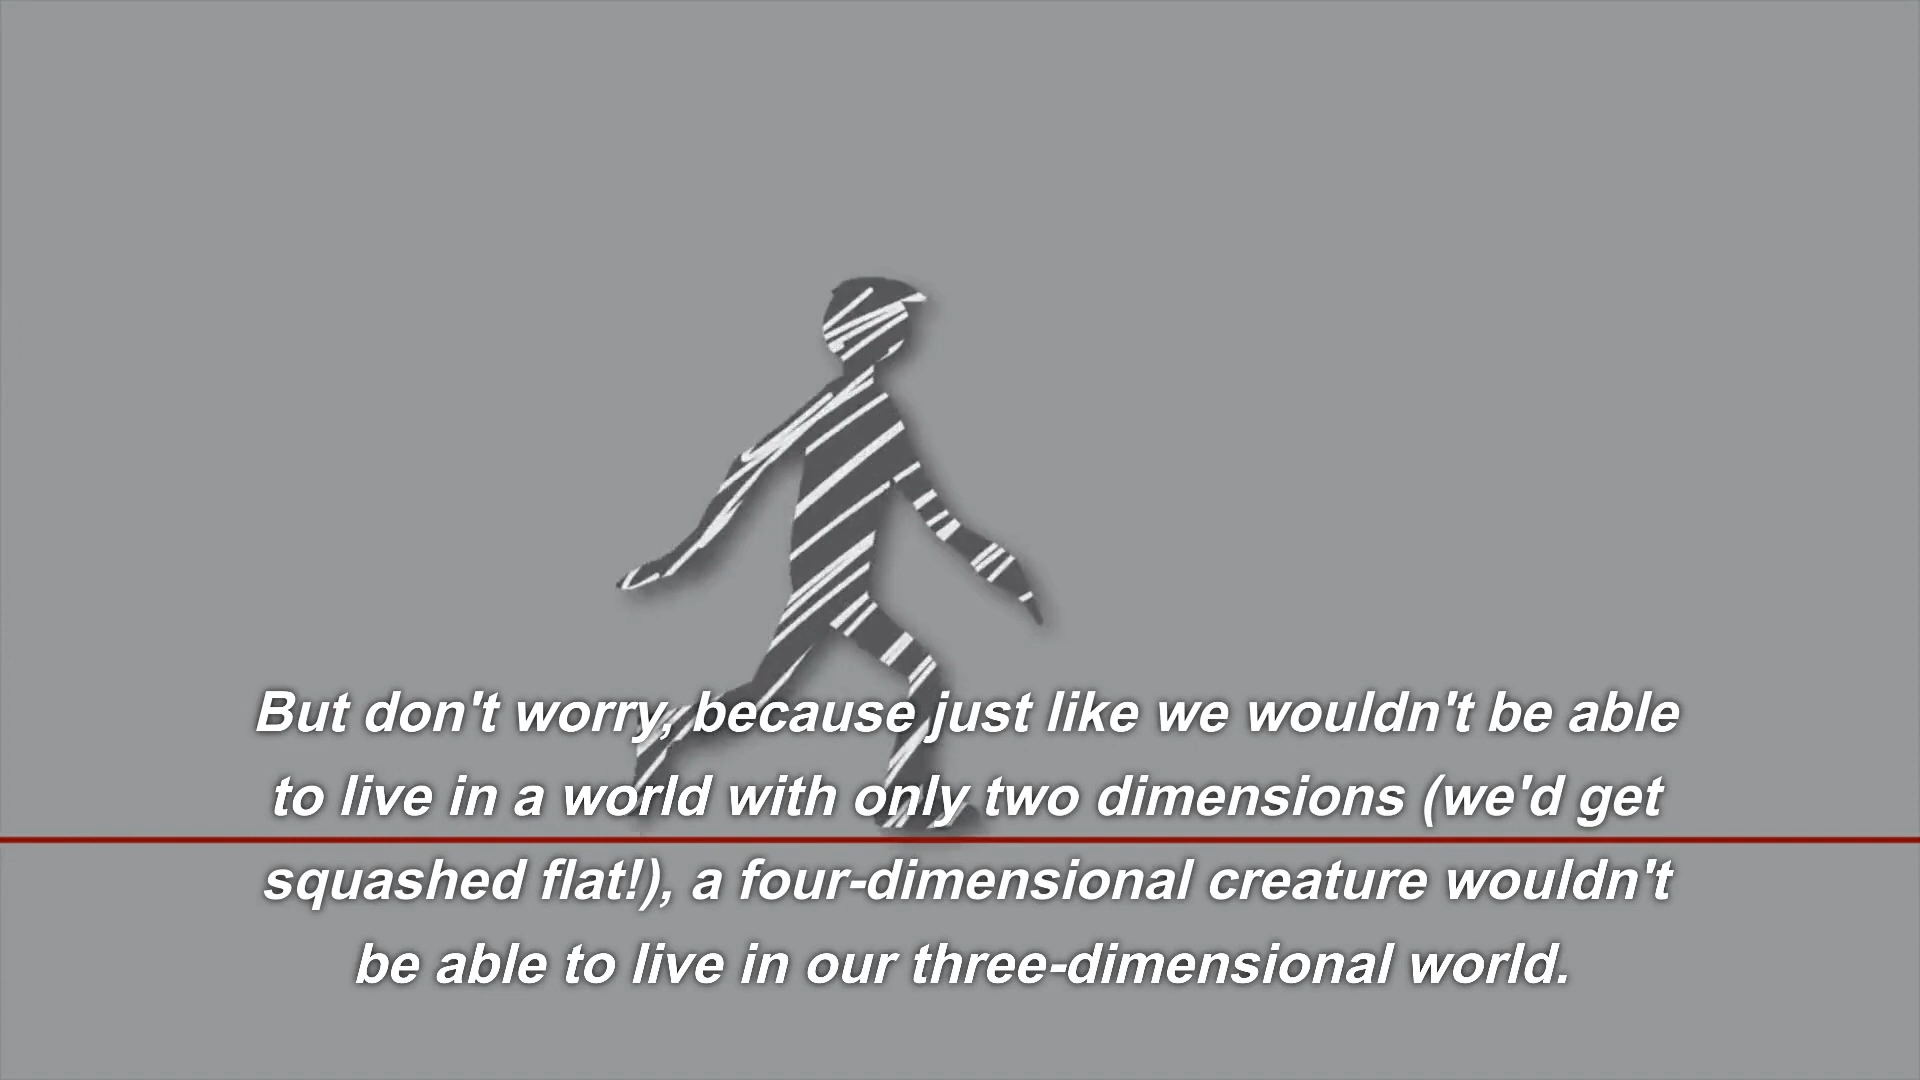 But don't worry, because just like we wouldn't be able
to live in a world with only two dimensions (we'd get
squashed flat!), a four-dimensional creature wouldn't
be able to live in our three-dimensional world.